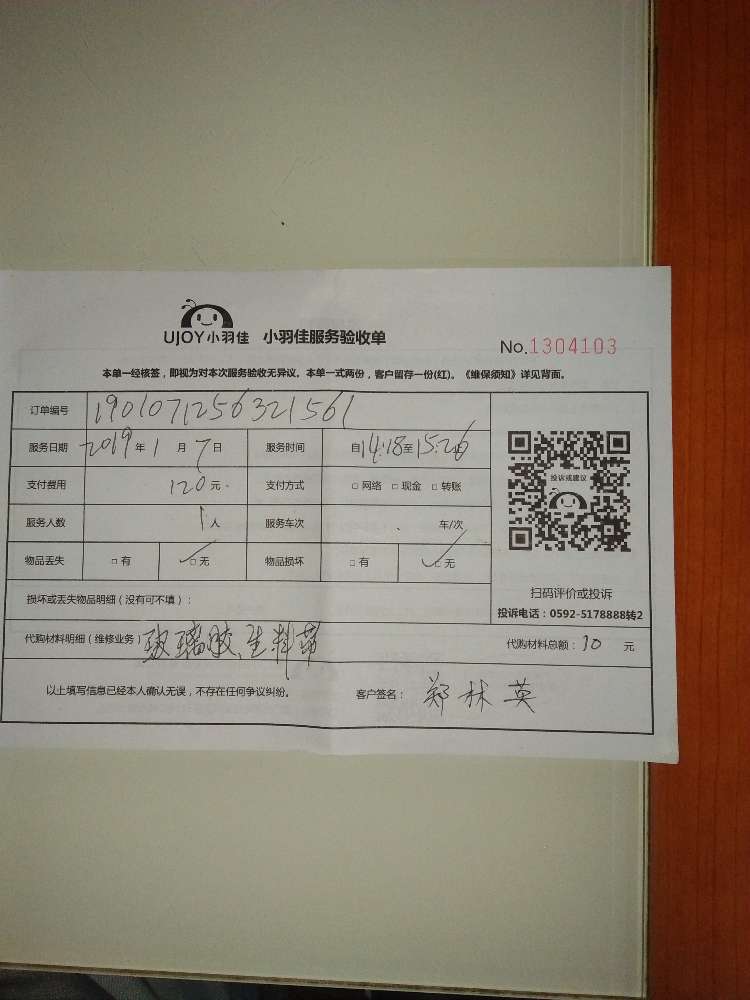 UJOY小羽佳 小羽佳服务验收单
No.1304103
本单一经核签，即视为对本次服务验收无异议。本单一式两份，客户留存一份(红)。《维保须知》详见背面。
订单编号 1901071256321561
服务日期 2019年1月7日 服务时间 自14:18至15:26
支付费用 120元 支付方式 □网络 □现金 □转账
服务人数 1人 服务车次 车/次
物品丢失 □有 ✓□无 物品损坏 □有 ✓□无
投诉或建议
扫码评价或投诉
投诉电话：0592-5178888转2
损坏或丢失物品明细（没有可不填）：
代购材料明细（维修业务）玻璃胶、生料带 代购材料总额：10元
以上填写信息已经本人确认无误，不存在任何争议纠纷。 客户签名：郑林英